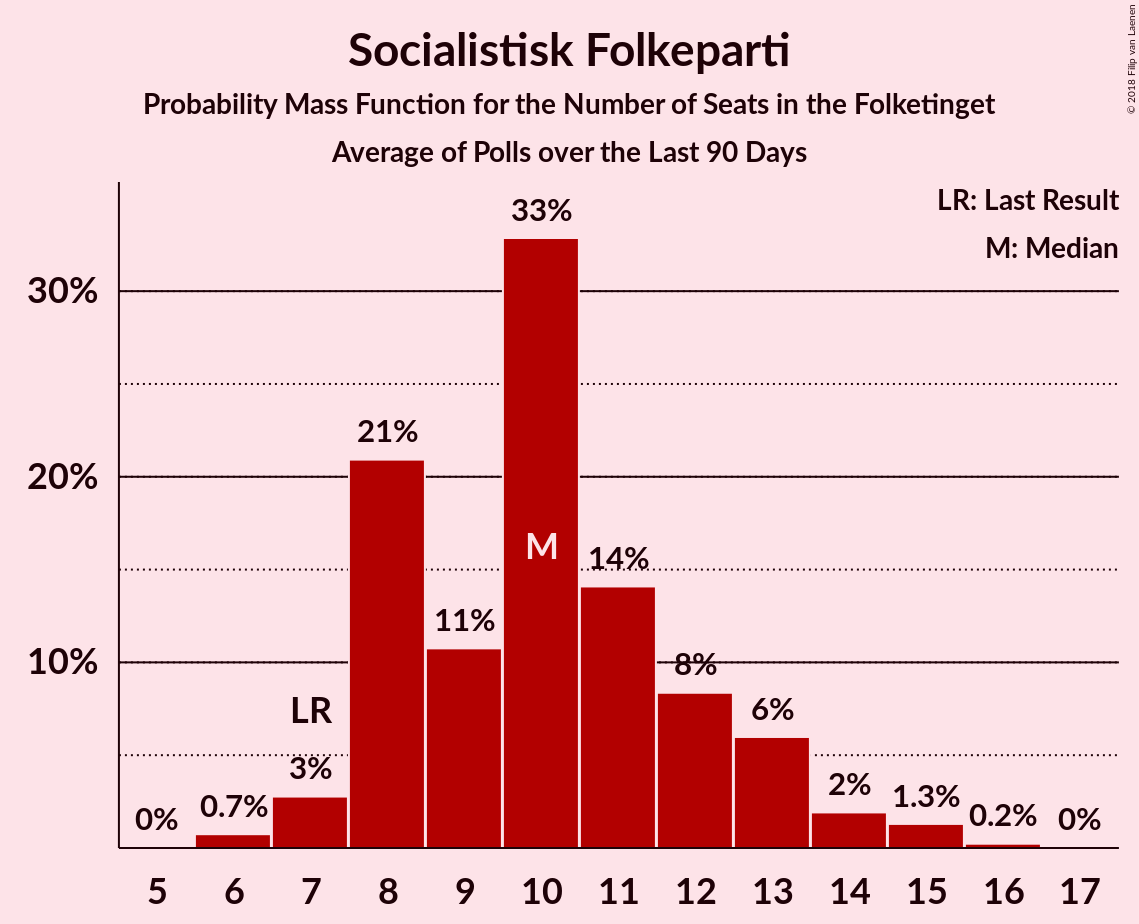 Socialistisk Folkeparti
Probability Mass Function for the Number of Seats in the Folketinget
Average of Polls over the Last 90 Days
© 2018 Filip van Laenen
LR: Last Result
M: Median
33%
30%
21%
20%
M
14%
11%
10%
8%
LR
6%
3%
2%
1.3%
0.7%
0.2%
0%
0%
5 6 7 8 9 10 11 12 13 14 15 16 17